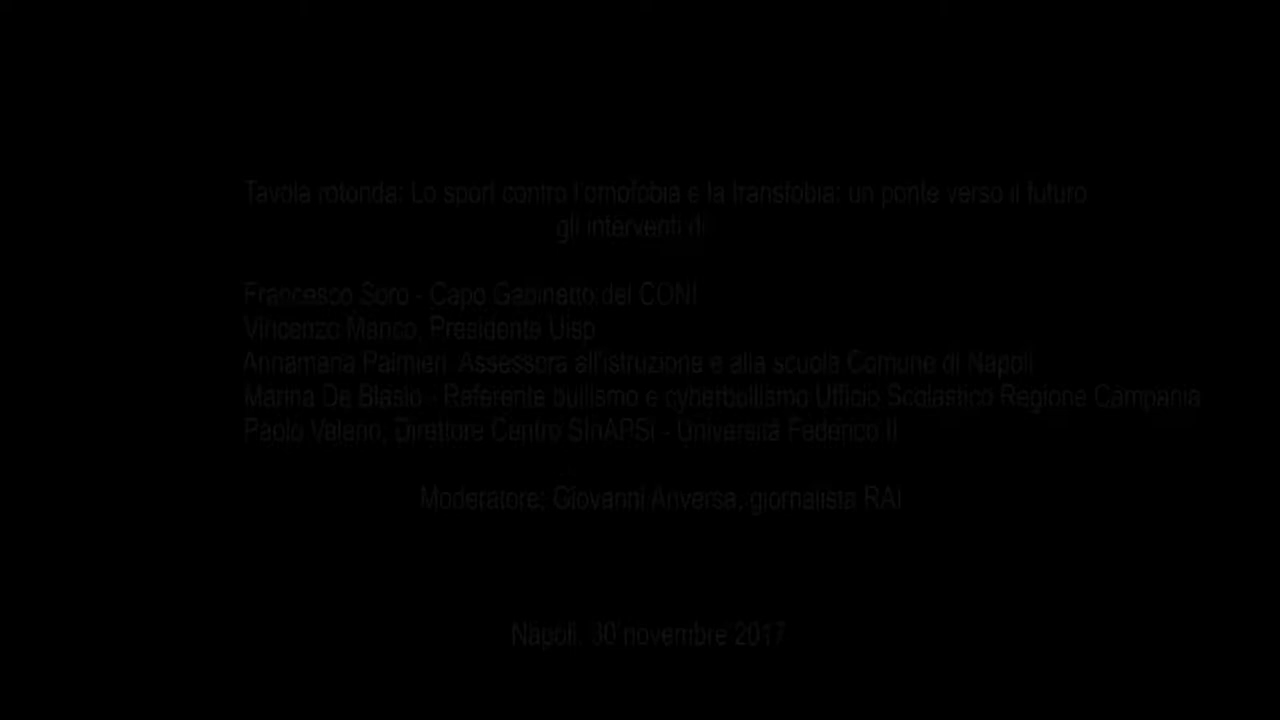 Tavola rotonda: Lo sport contro l'omofobia e la transfobia: un ponte verso il futuro
gli interventi di
Francesco Soro - Capo Gabinetto del CONI
Vincenzo Manco, Presidente Uisp
Annamaria Palmieri, Assessora all'istruzione e alla scuola Comune di Napoli
Marina De Blasio - Referente bullismo e cyberbullismo Ufficio Scolastico Regione Campania
Paolo Valerio, Direttore Centro SInAPSi - Università Federico II
Moderatore: Giovanni Anversa, giornalista RAI
Napoli, 30 novembre 2017